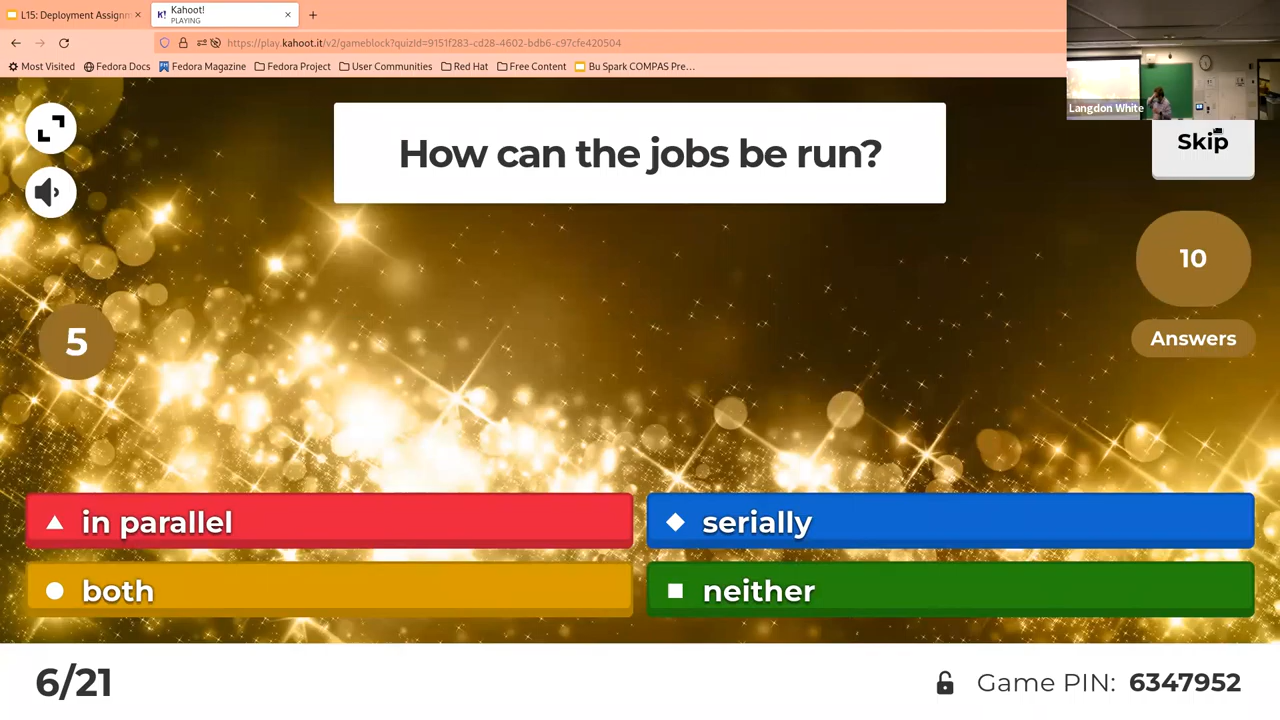 L15: Deployment Assignm
Kahoot!
PLAYING
https://play.kahoot.it/v2/gameblock?quizId=9151f283-cd28-4602-bdb6-c97cfe420504
Most Visited
Fedora Docs
Fedora Magazine
Fedora Project
User Communities
Red Hat
Free Content
Bu Spark COMPAS Pre…
Langdon White
How can the jobs be run?
Skip
10
Answers
5
in parallel
serially
both
neither
6/21
Game PIN: 6347952